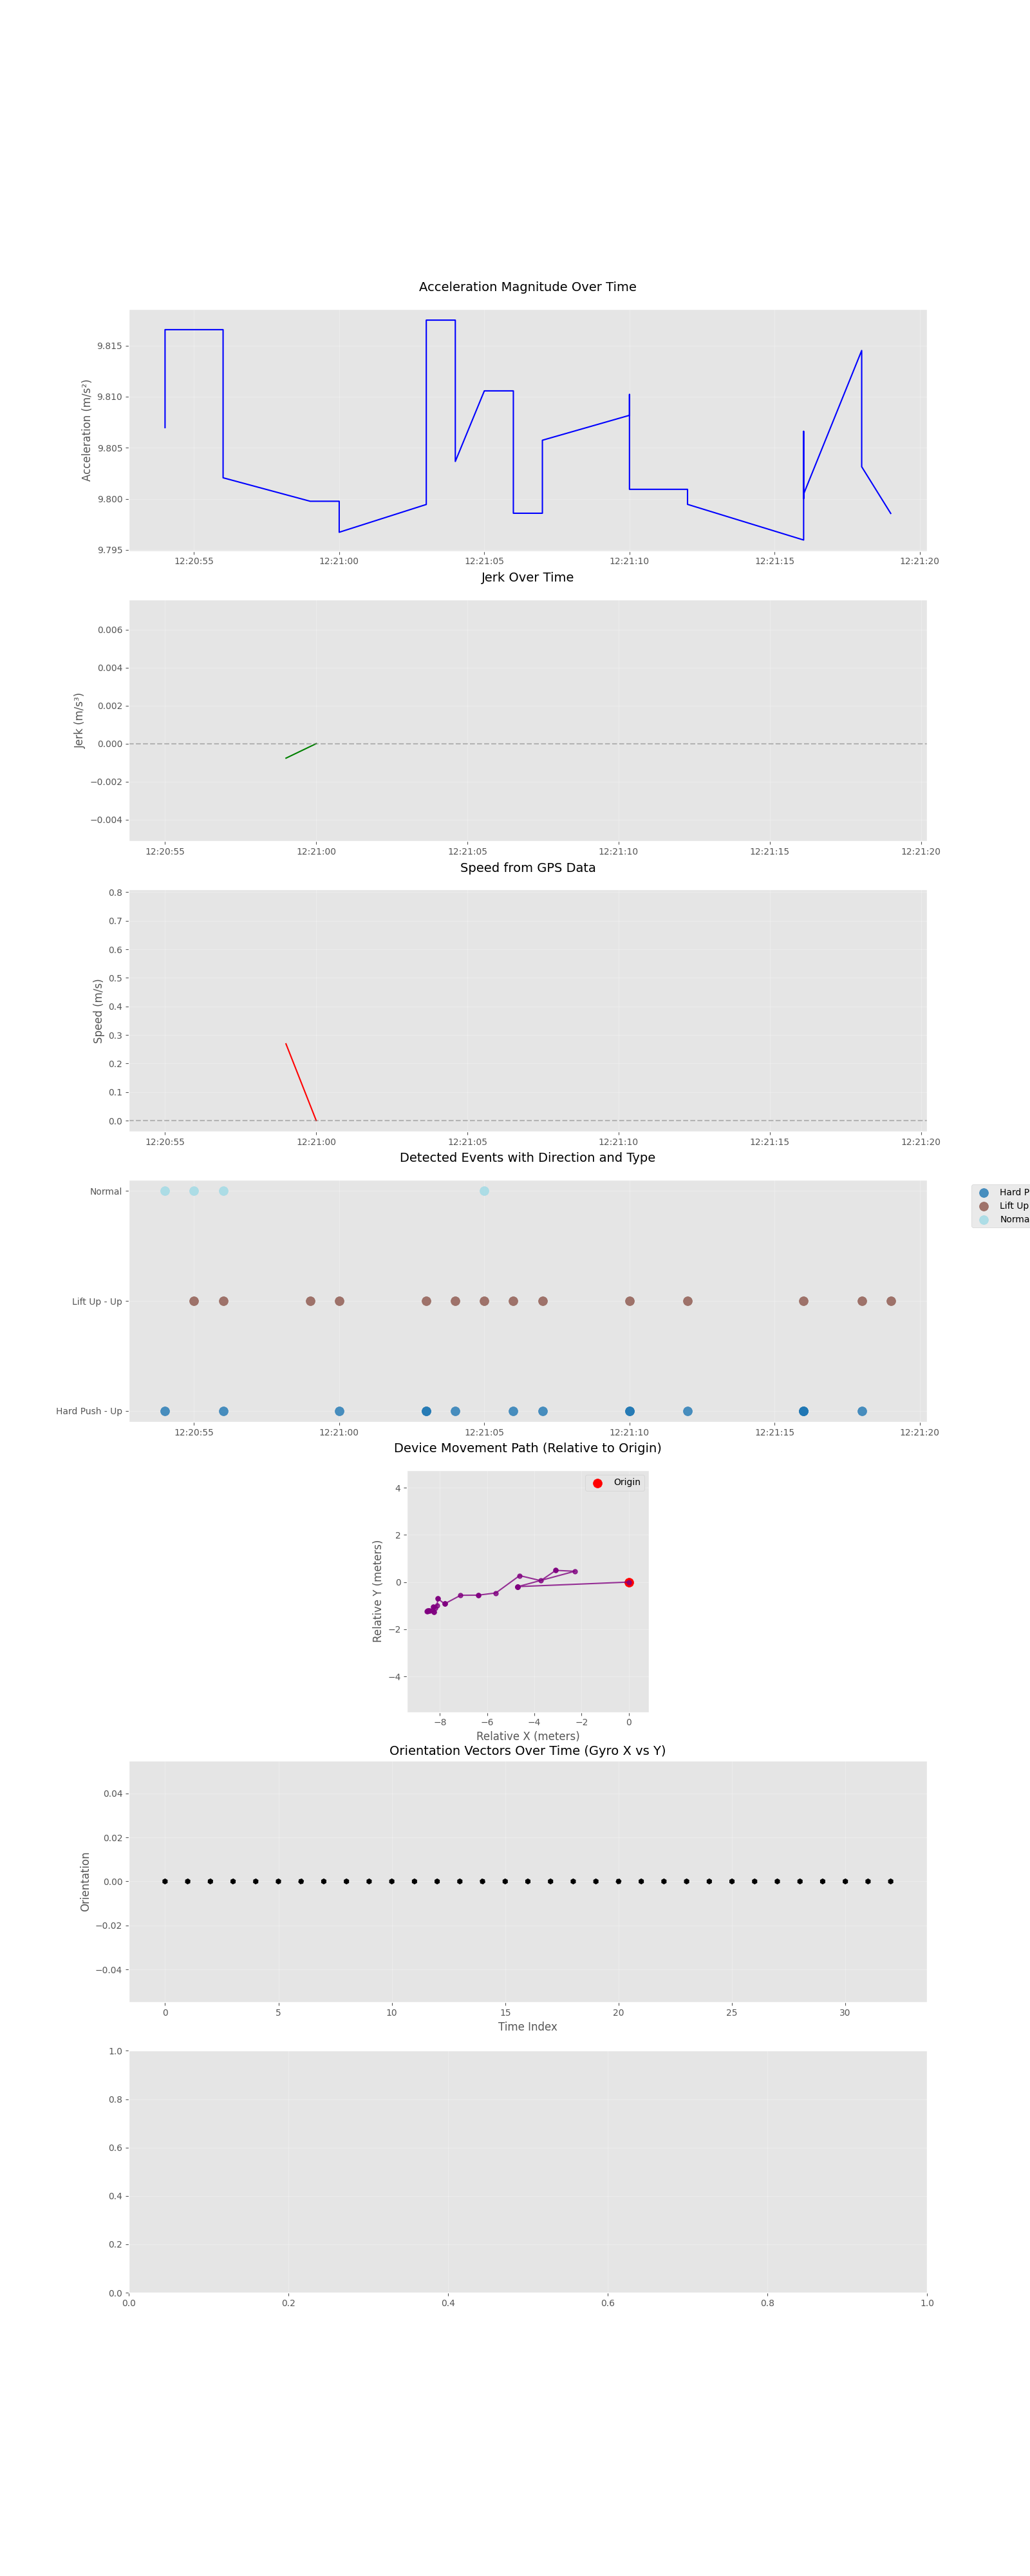 Acceleration Magnitude Over Time
Acceleration (m/s²)
9.815
9.810
9.805
9.800
9.795
12:20:55 12:21:00 12:21:05 12:21:10 12:21:15 12:21:20
Jerk Over Time
Jerk (m/s³)
0.006
0.004
0.002
0.000
−0.002
−0.004
12:20:55 12:21:00 12:21:05 12:21:10 12:21:15 12:21:20
Speed from GPS Data
Speed (m/s)
0.8
0.7
0.6
0.5
0.4
0.3
0.2
0.1
0.0
12:20:55 12:21:00 12:21:05 12:21:10 12:21:15 12:21:20
Detected Events with Direction and Type
Normal
Lift Up - Up
Hard Push - Up
Hard P
Lift Up
Norma
12:20:55 12:21:00 12:21:05 12:21:10 12:21:15 12:21:20
Device Movement Path (Relative to Origin)
Origin
Relative Y (meters)
4
2
0
−2
−4
−8 −6 −4 −2 0
Relative X (meters)
Orientation Vectors Over Time (Gyro X vs Y)
Orientation
0.04
0.02
0.00
−0.02
−0.04
0 5 10 15 20 25 30
Time Index
1.0
0.8
0.6
0.4
0.2
0.0
0.0 0.2 0.4 0.6 0.8 1.0